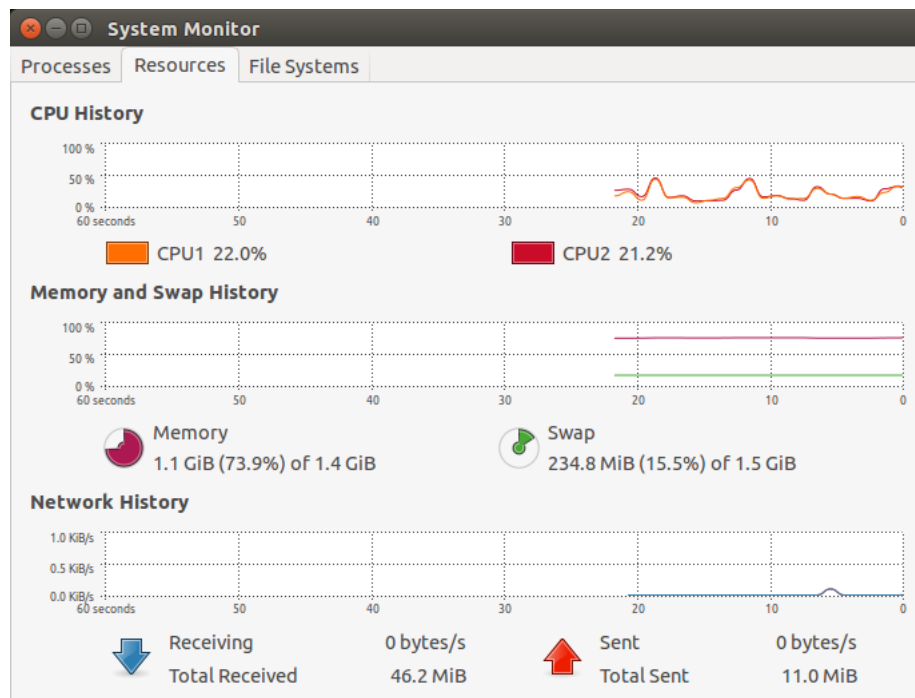 System Monitor
Processes Resources File Systems
CPU History
100 %
50 %
0 %
60 seconds 50 40 30 20 10 0
CPU1 22.0% CPU2 21.2%
Memory and Swap History
100 %
50 %
0 %
60 seconds 50 40 30 20 10 0
Memory Swap
1.1 GiB (73.9%) of 1.4 GiB 234.8 MiB (15.5%) of 1.5 GiB
Network History
1.0 KiB/s
0.5 KiB/s
0.0 KiB/s
60 seconds 50 40 30 20 10 0
Receiving 0 bytes/s Sent 0 bytes/s
Total Received 46.2 MiB Total Sent 11.0 MiB